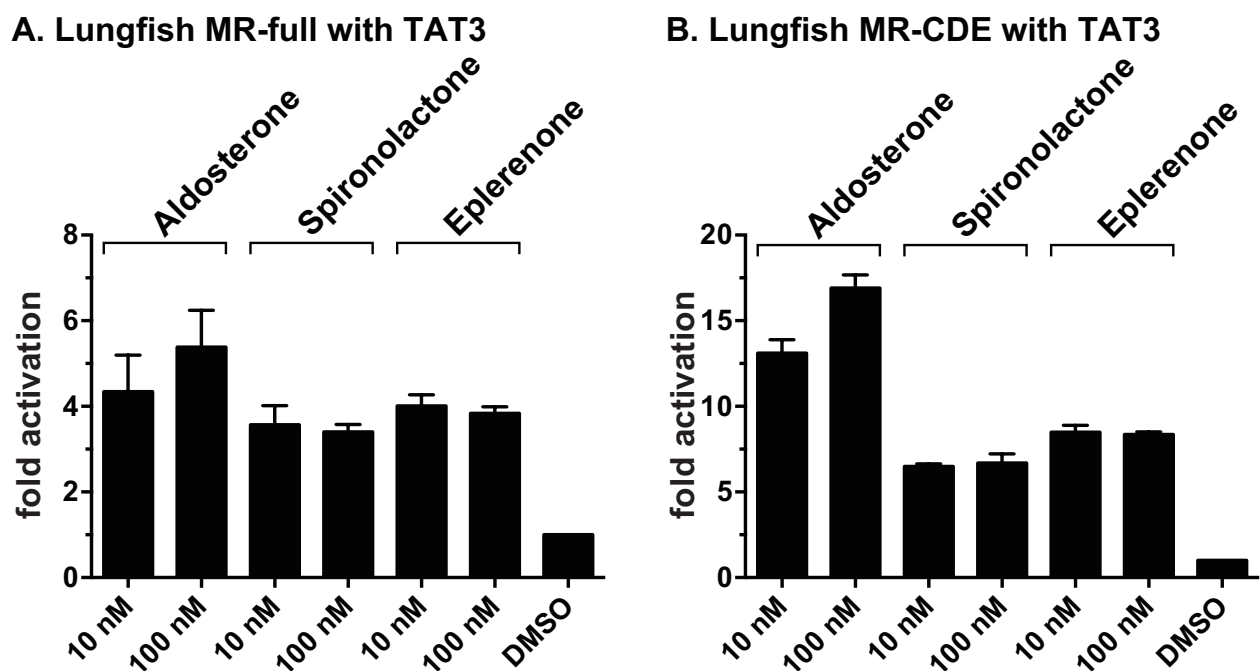 A. Lungfish MR-full with TAT3
Aldosterone
Spironolactone
Eplerenone
fold activation
8
6
4
2
0
10 nM
100 nM
10 nM
100 nM
10 nM
100 nM
DMSO
B. Lungfish MR-CDE with TAT3
Aldosterone
Spironolactone
Eplerenone
fold activation
20
15
10
5
0
10 nM
100 nM
10 nM
100 nM
10 nM
100 nM
DMSO